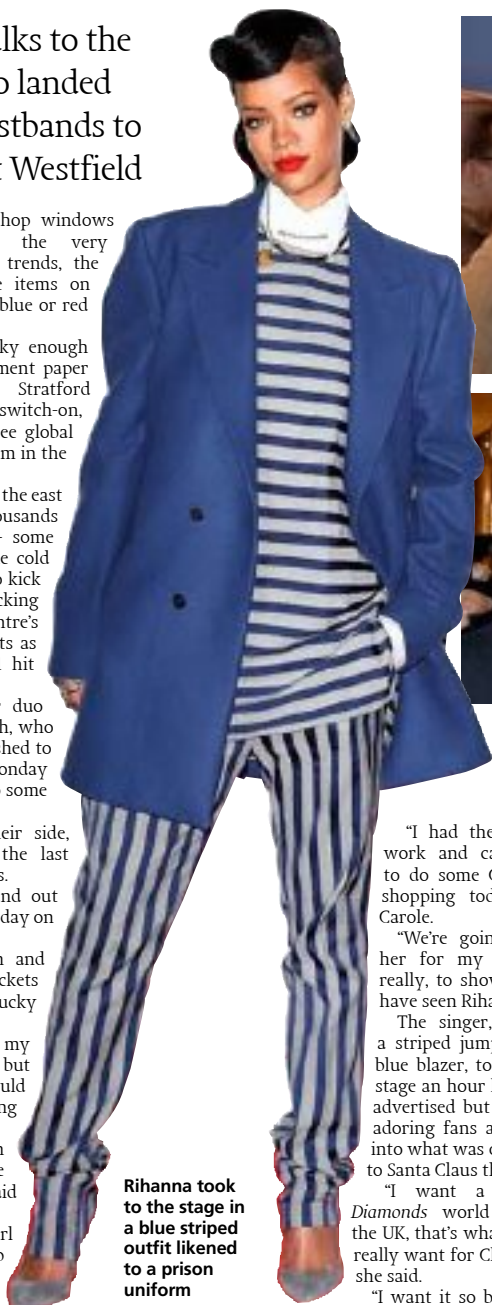 lks to the
o landed
stbands to
t Westfield
hop windows
the very
trends, the
e items on
blue or red
ky enough
ment paper
Stratford
switch-on,
ee global
m in the
the east
ousands
– some
e cold
o kick
cking
ntre's
ts as
hit
duo
h, who
shed to
onday
o some
eir side,
the last
s.
nd out
day on
n and
ckets
ucky
my
but
uld
ng
n
e
aid
rl
o
Rihanna took
to the stage in
a blue striped
outfit likened
to a prison
uniform
“I had the
work and ca
to do some C
shopping tod
Carole.
“We're goin
her for my
really, to show
have seen Riha
The singer,
a striped jump
blue blazer, to
stage an hour l
advertised but
adoring fans a
into what was o
to Santa Claus th
“I want a
Diamonds world
the UK, that's wha
really want for Ch
she said.
“I want it so b